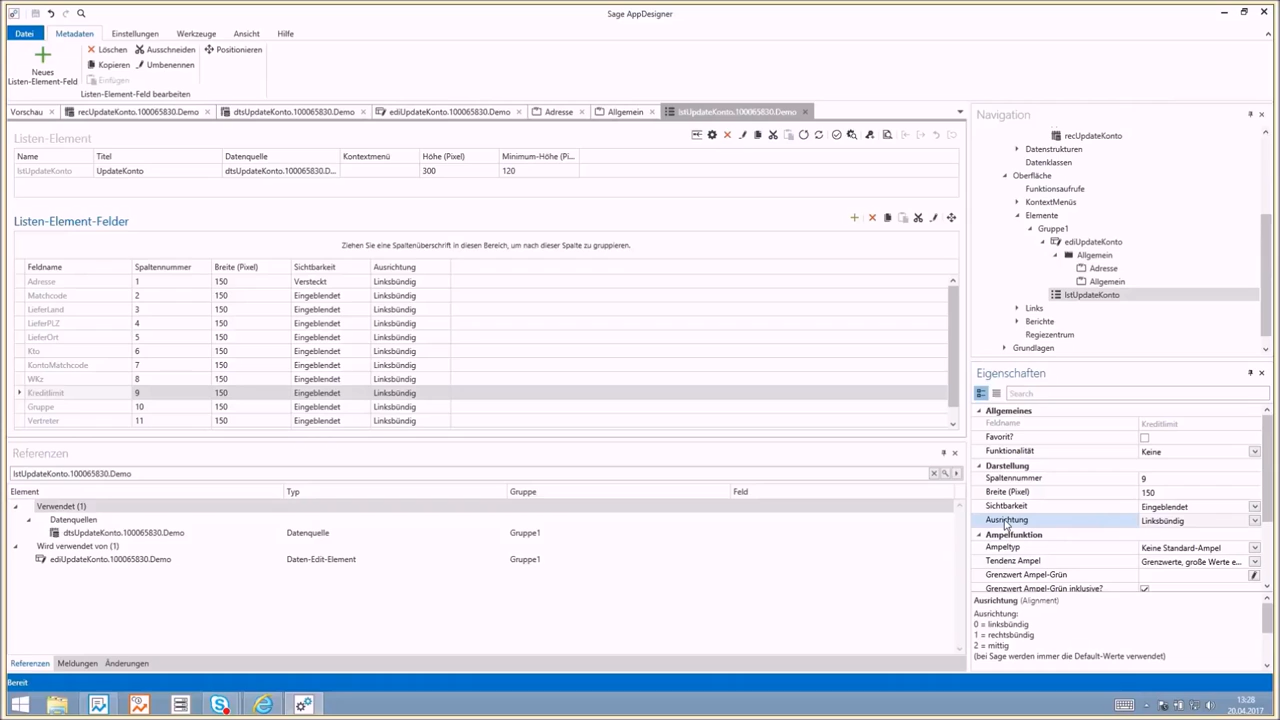 Sage AppDesigner
Datei Metadaten Einstellungen Werkzeuge Ansicht Hilfe
Neues
Listen-Element-Feld
Löschen Ausschneiden Positionieren
Kopieren Umbenennen
Einfügen
Listen-Element-Feld bearbeiten
Vorschau recUpdateKonto.100065830.Demo dtsUpdateKonto.100065830.Demo ediUpdateKonto.100065830.Demo Adresse Allgemein lstUpdateKonto.100065830.Demo
Listen-Element
Name Titel Datenquelle Kontextmenü Höhe (Pixel) Minimum-Höhe (Pi...
lstUpdateKonto UpdateKonto dtsUpdateKonto.100065830.D... 300 120
Listen-Element-Felder
Ziehen Sie eine Spaltenüberschrift in diesen Bereich, um nach dieser Spalte zu gruppieren.
Feldname Spaltennummer Breite (Pixel) Sichtbarkeit Ausrichtung
Adresse 1 150 Versteckt Linksbündig
Matchcode 2 150 Eingeblendet Linksbündig
LieferLand 3 150 Eingeblendet Linksbündig
LieferPLZ 4 150 Eingeblendet Linksbündig
LieferOrt 5 150 Eingeblendet Linksbündig
Kto 6 150 Eingeblendet Linksbündig
KontoMatchcode 7 150 Eingeblendet Linksbündig
WKz 8 150 Eingeblendet Linksbündig
Kreditlimit 9 150 Eingeblendet Linksbündig
Gruppe 10 150 Eingeblendet Linksbündig
Vertreter 11 150 Eingeblendet Linksbündig
Referenzen
lstUpdateKonto.100065830.Demo
Element Typ Gruppe Feld
Verwendet (1)
Datenquellen
dtsUpdateKonto.100065830.Demo Datenquelle Gruppe1
Wird verwendet von (1)
ediUpdateKonto.100065830.Demo Daten-Edit-Element Gruppe1
Referenzen Meldungen Änderungen
Bereit
Navigation
recUpdateKonto
Datenstrukturen
Datenklassen
Oberfläche
Funktionsaufrufe
KontextMenüs
Elemente
Gruppe1
ediUpdateKonto
Allgemein
Adresse
Allgemein
lstUpdateKonto
Links
Berichte
Regiezentrum
Grundlagen
Eigenschaften
Search
Allgemeines
Feldname Kreditlimit
Favorit?
Funktionalität Keine
Darstellung
Spaltennummer 9
Breite (Pixel) 150
Sichtbarkeit Eingeblendet
Ausrichtung Linksbündig
Ampelfunktion
Ampeltyp Keine Standard-Ampel
Tendenz Ampel Grenzwerte, große Werte e...
Grenzwert Ampel-Grün
Grenzwert Ampel-Grün inklusive?
Ausrichtung (Alignment)
Ausrichtung:
0 = linksbündig
1 = rechtsbündig
2 = mittig
(bei Sage werden immer die Default-Werte verwendet)
13:28
20.04.2017